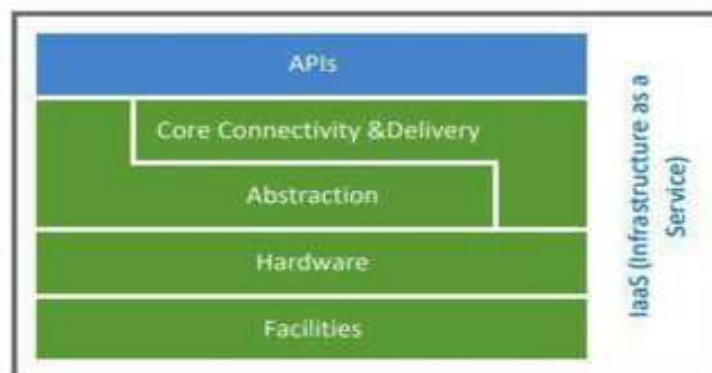 APIs
Core Connectivity &Delivery
Abstraction
Hardware
Facilities
IaaS (Infrastructure as a
Service)